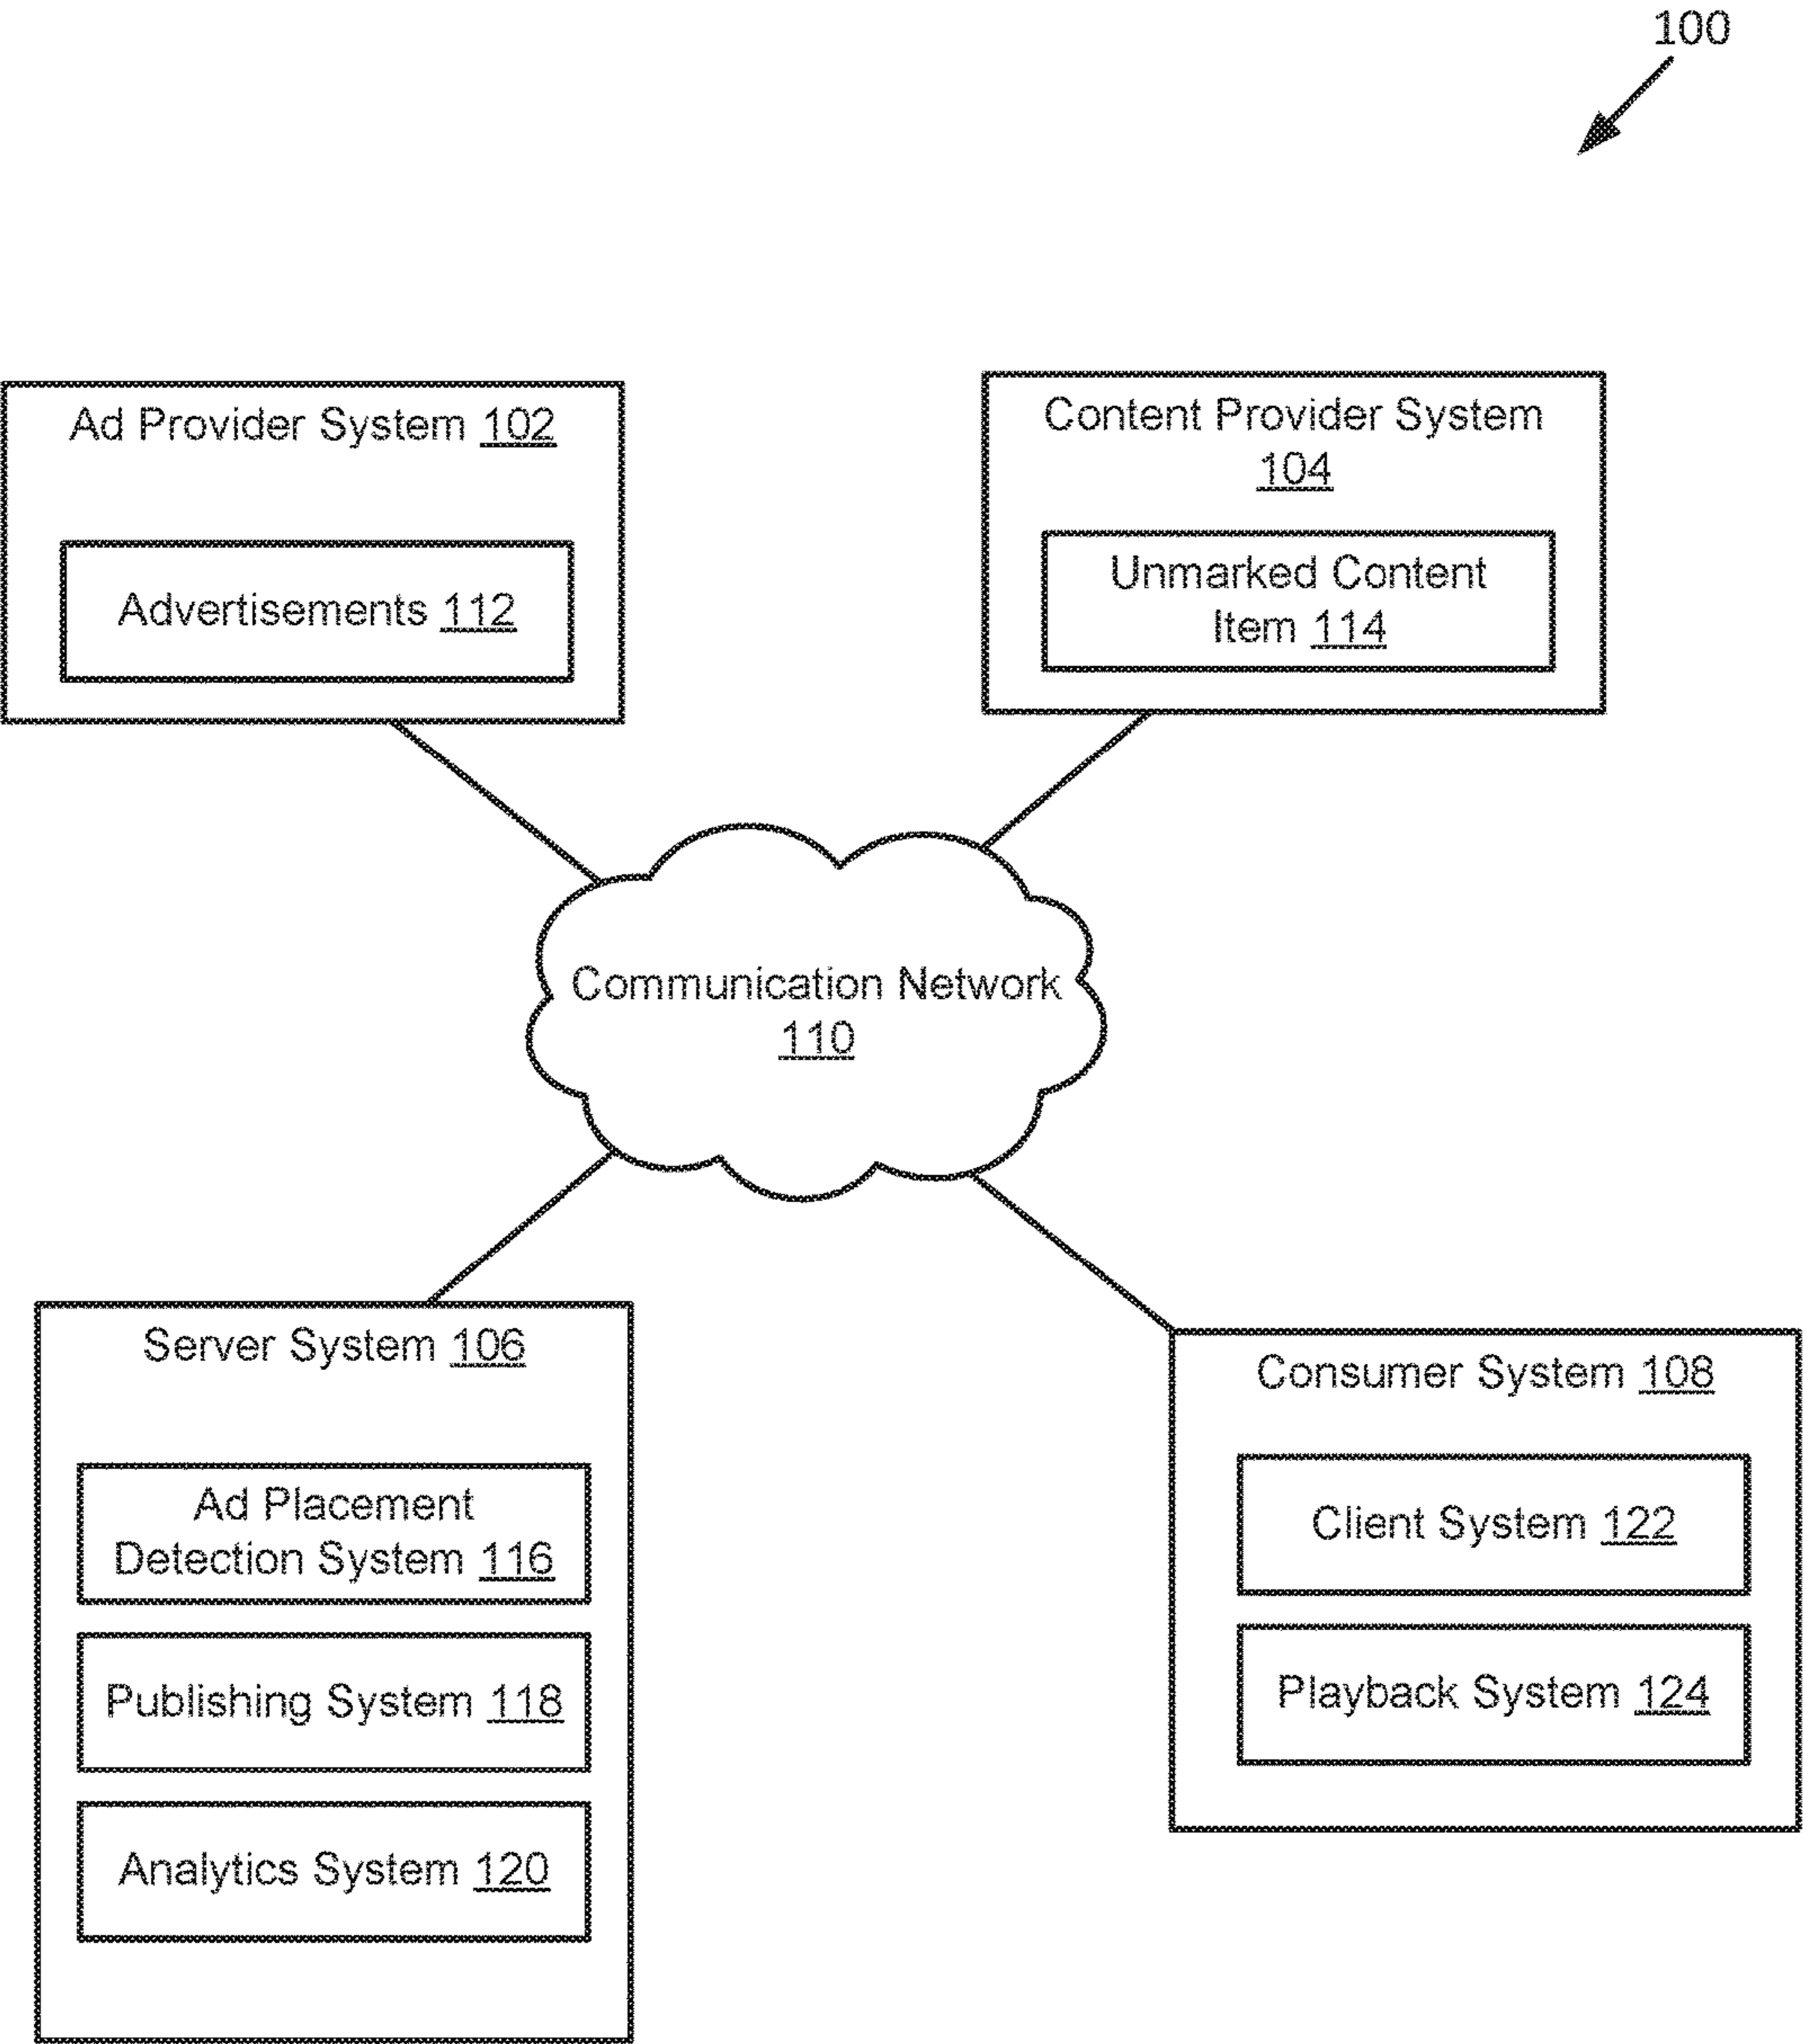 100
Ad Provider System 102
Advertisements 112
Content Provider System
104
Unmarked Content
Item 114
Communication Network
110
Server System 106
Ad Placement
Detection System 116
Publishing System 118
Analytics System 120
Consumer System 108
Client System 122
Playback System 124